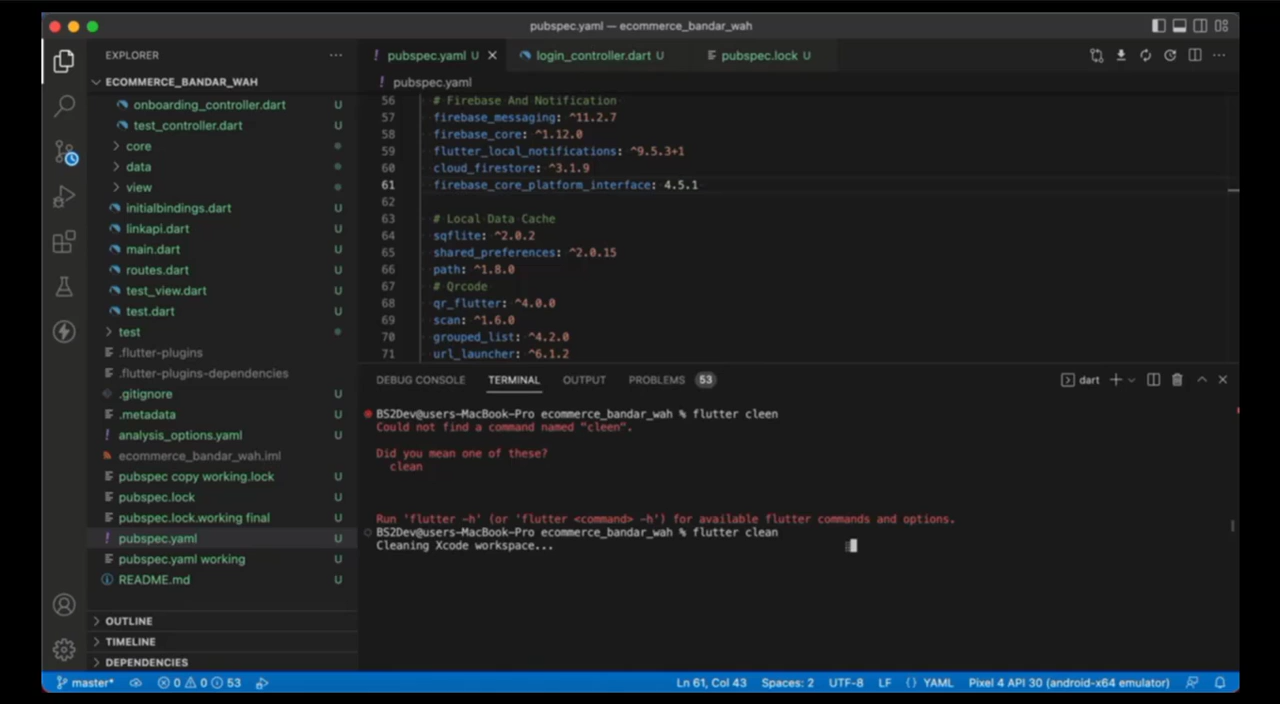 pubspec.yaml — ecommerce_bandar_wah
EXPLORER
ECOMMERCE_BANDAR_WAH
onboarding_controller.dart U
test_controller.dart U
core
data
view
initialbindings.dart U
linkapi.dart U
main.dart U
routes.dart U
test_view.dart U
test.dart U
test
.flutter-plugins
.flutter-plugins-dependencies
.gitignore U
.metadata U
analysis_options.yaml U
ecommerce_bandar_wah.iml
pubspec copy working.lock U
pubspec.lock U
pubspec.lock.working final U
pubspec.yaml U
pubspec.yaml working U
README.md U
OUTLINE
TIMELINE
DEPENDENCIES
! pubspec.yaml U
login_controller.dart U
pubspec.lock U
! pubspec.yaml
56 # Firebase And Notification
57 firebase_messaging: ^11.2.7
58 firebase_core: ^1.12.0
59 flutter_local_notifications: ^9.5.3+1
60 cloud_firestore: ^3.1.9
61 firebase_core_platform_interface: 4.5.1
62
63 # Local Data Cache
64 sqflite: ^2.0.2
65 shared_preferences: ^2.0.15
66 path: ^1.8.0
67 # Qrcode
68 qr_flutter: ^4.0.0
69 scan: ^1.6.0
70 grouped_list: ^4.2.0
71 url_launcher: ^6.1.2
DEBUG CONSOLE TERMINAL OUTPUT PROBLEMS 53
dart
BS2Dev@users-MacBook-Pro ecommerce_bandar_wah % flutter cleen
Could not find a command named "cleen".
Did you mean one of these?
clean
Run 'flutter -h' (or 'flutter <command> -h') for available flutter commands and options.
BS2Dev@users-MacBook-Pro ecommerce_bandar_wah % flutter clean
Cleaning Xcode workspace...
master* 0 0 53 Ln 61, Col 43 Spaces: 2 UTF-8 LF {} YAML Pixel 4 API 30 (android-x64 emulator)